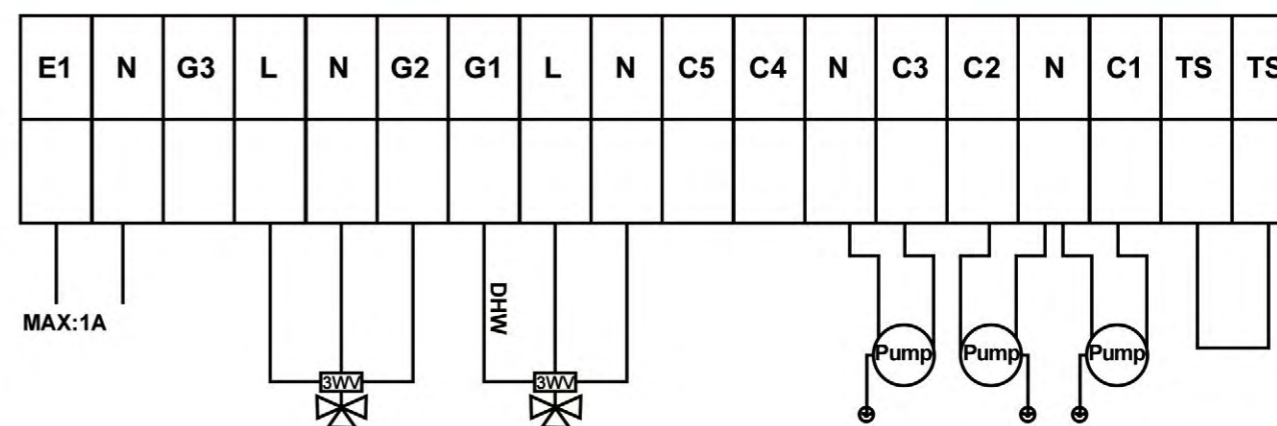 E1 N G3 L N G2 G1 L N C5 C4 N C3 C2 N C1 TS TS
DHW
MAX:1A
Pump Pump Pump
3WV 3WV